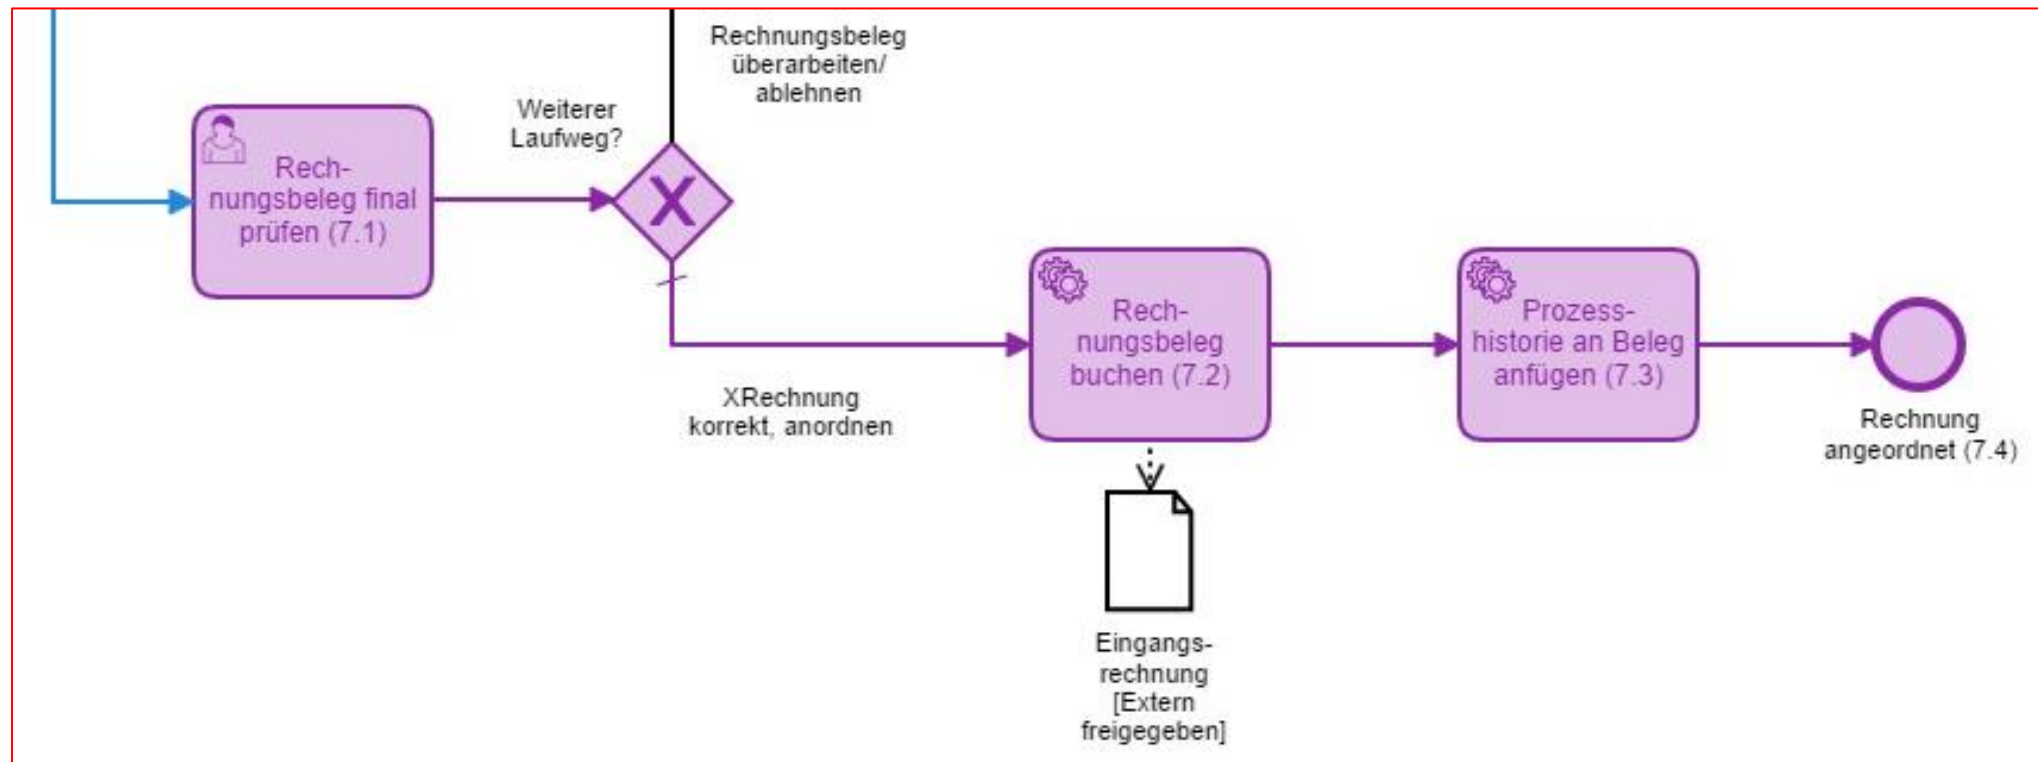 Rechnungsbeleg
überarbeiten/
ablehnen
Weiterer
Laufweg?
Rech-
nungsbeleg final
prüfen (7.1)
X
XRechnung
korrekt, anordnen
Rech-
nungsbeleg
buchen (7.2)
Prozess-
historie an Beleg
anfügen (7.3)
Rechnung
angeordnet (7.4)
Eingangs-
rechnung
[Extern
freigegeben]